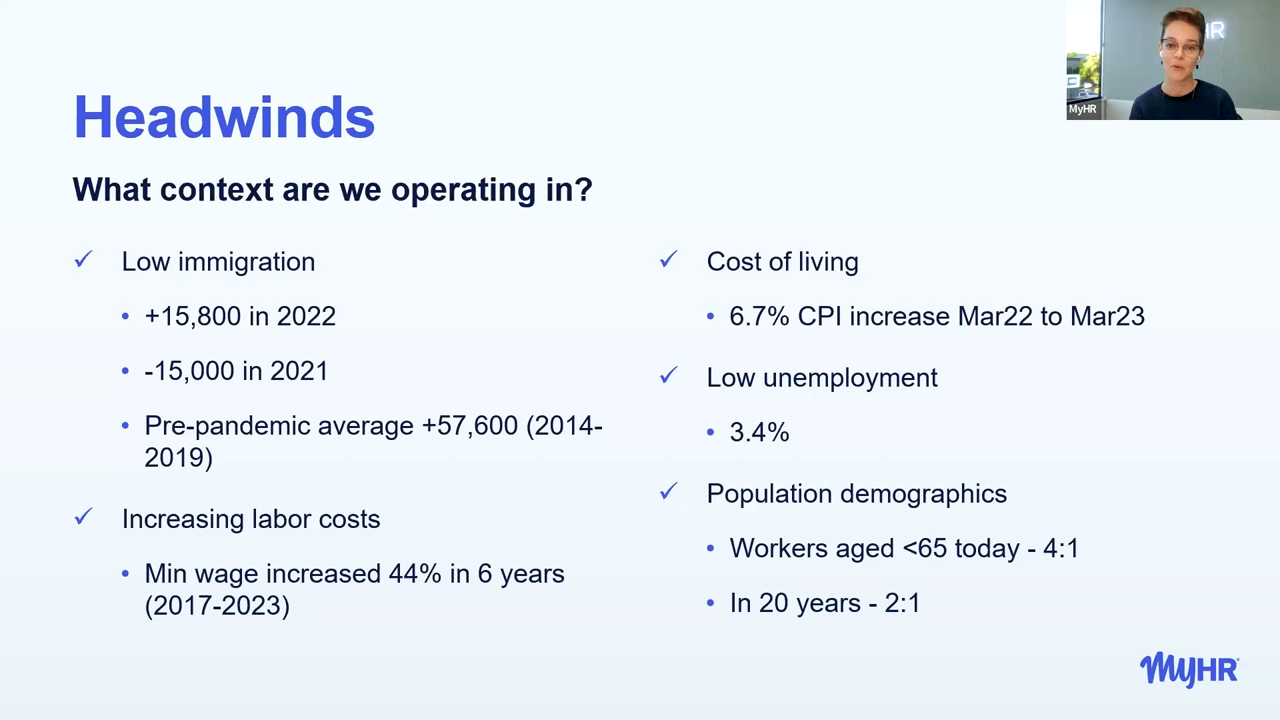 Headwinds
What context are we operating in?
Low immigration
+15,800 in 2022
-15,000 in 2021
Pre-pandemic average +57,600 (2014-
2019)
Increasing labor costs
Min wage increased 44% in 6 years
(2017-2023)
Cost of living
6.7% CPI increase Mar22 to Mar23
Low unemployment
3.4%
Population demographics
Workers aged <65 today - 4:1
In 20 years - 2:1
HR
MyHR
MyHR